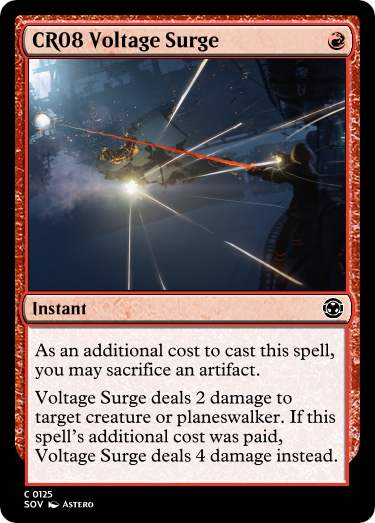 CR08 Voltage Surge
Instant
As an additional cost to cast this spell,
you may sacrifice an artifact.
Voltage Surge deals 2 damage to
target creature or planeswalker. If this
spell's additional cost was paid,
Voltage Surge deals 4 damage instead.
C 0125
SOV Astero